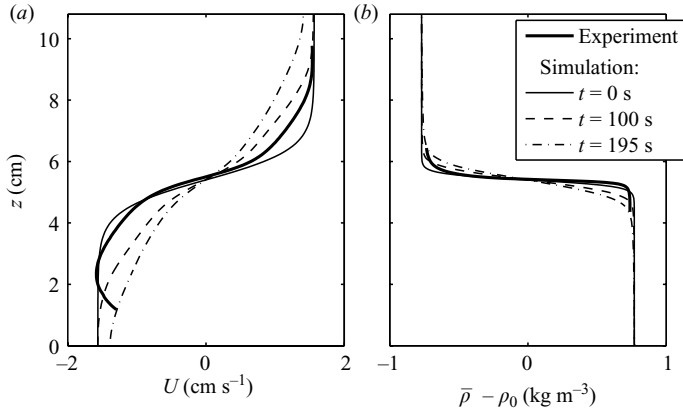 (a)
(b)
10
8
6
4
2
0
z (cm)
−2
0
2
U (cm s⁻¹)
−1
0
1
ρ̅ − ρ₀ (kg m⁻³)
Experiment
Simulation:
t = 0 s
t = 100 s
t = 195 s